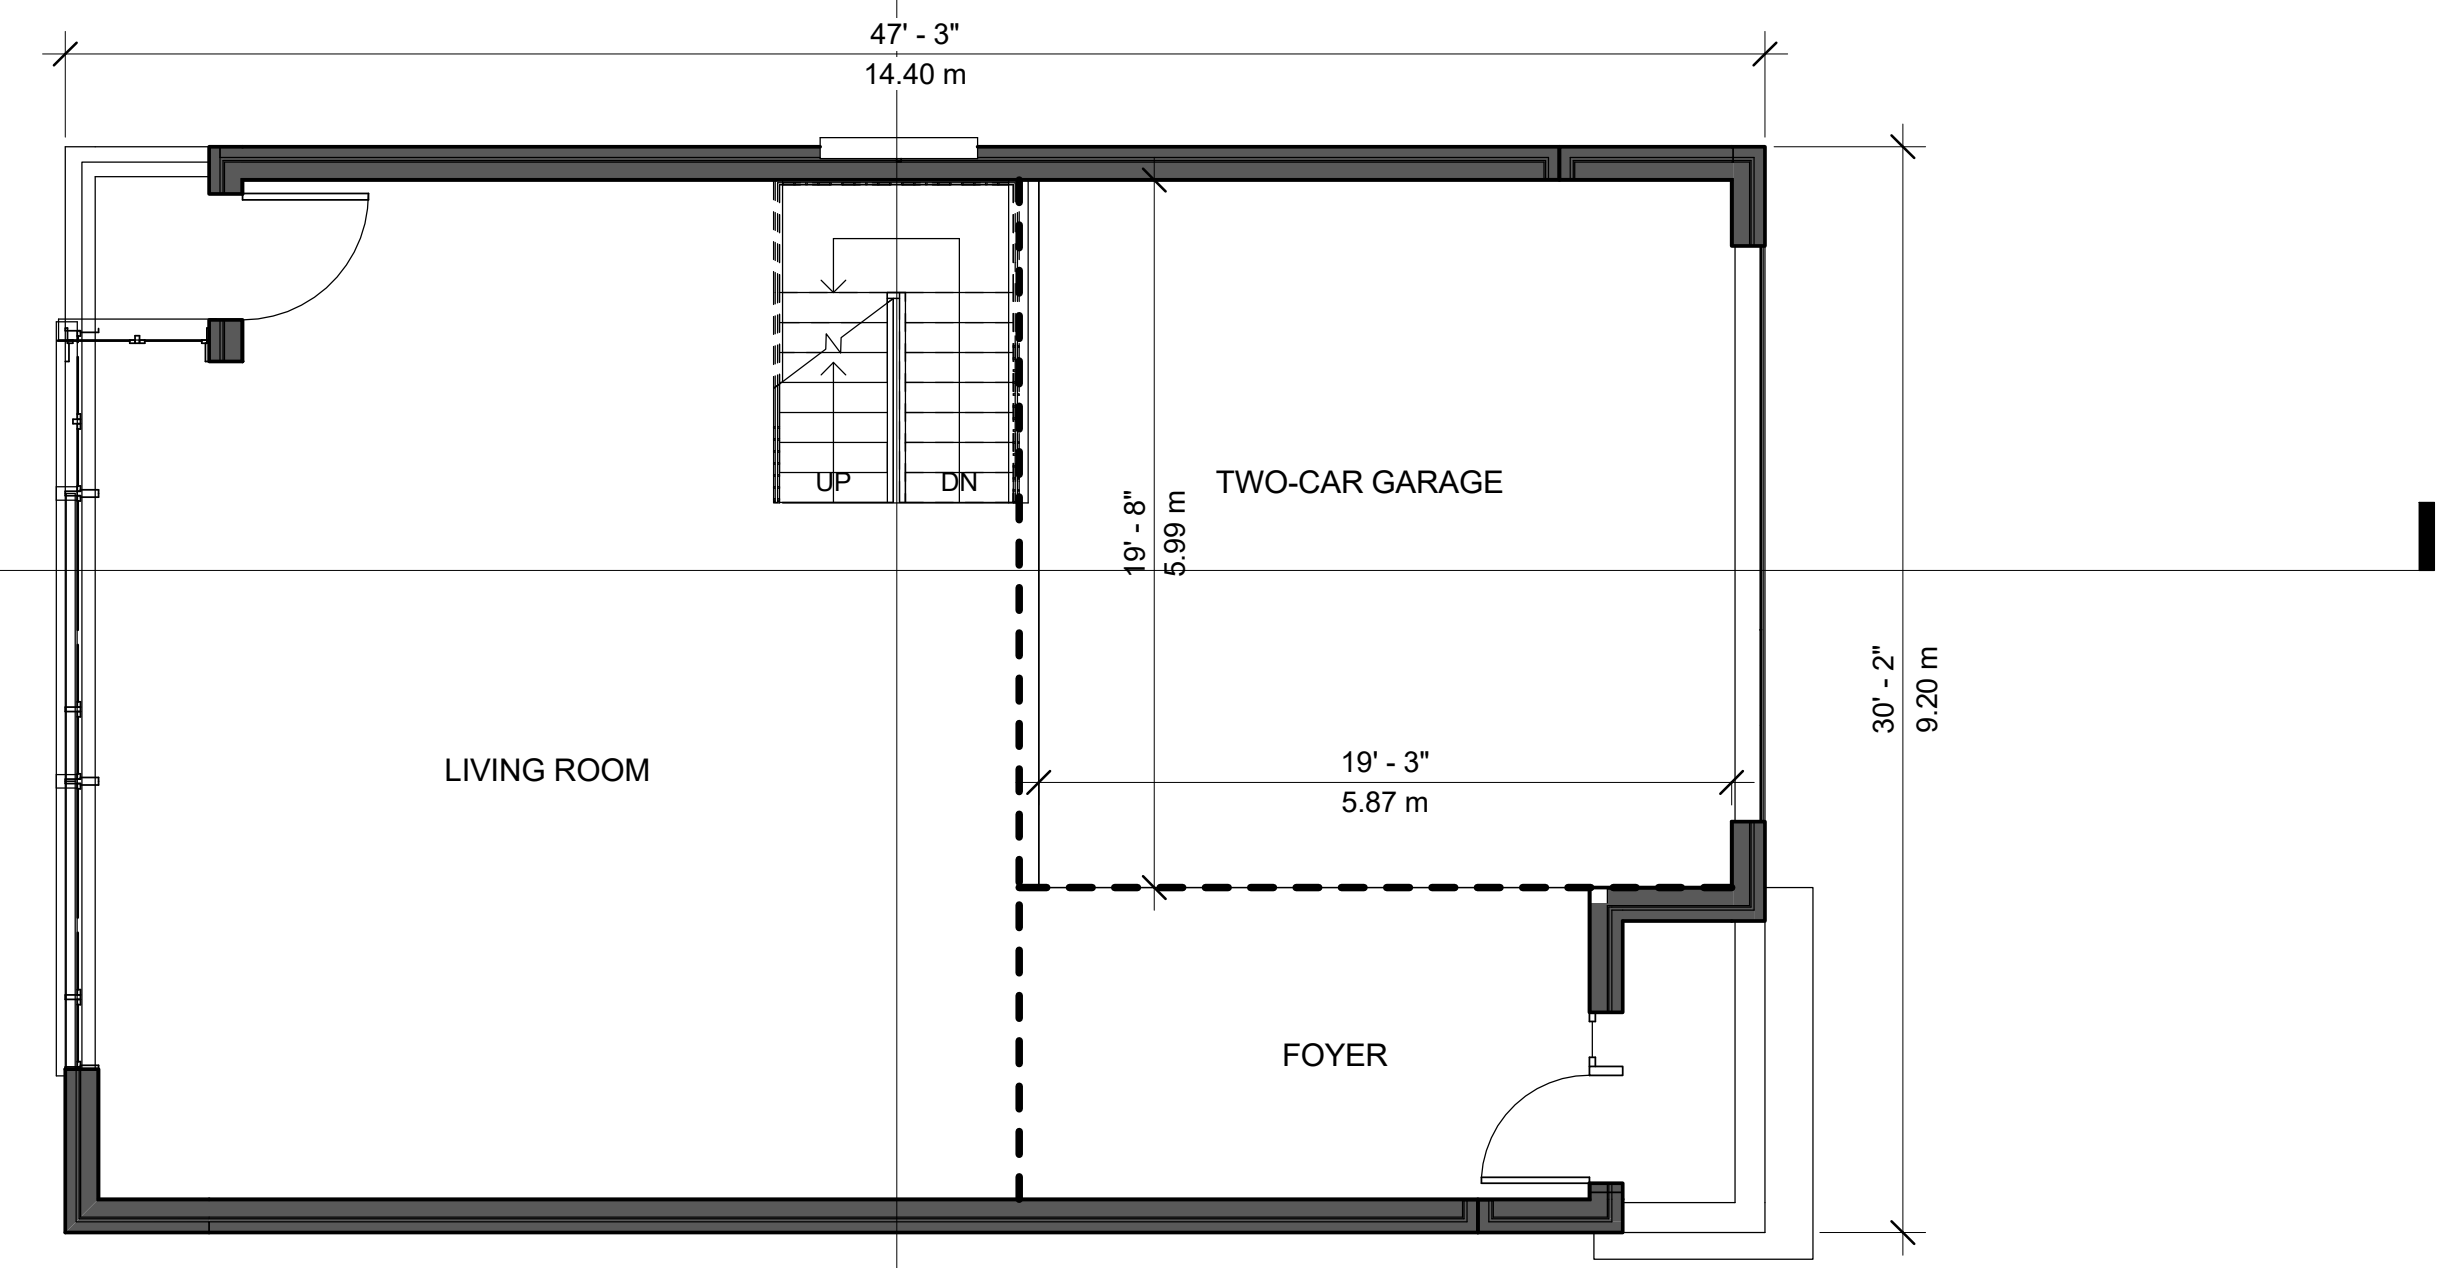 47' - 3"
14.40 m
UP
DN
TWO-CAR GARAGE
19' - 8"
5.99 m
30' - 2"
9.20 m
LIVING ROOM
19' - 3"
5.87 m
FOYER